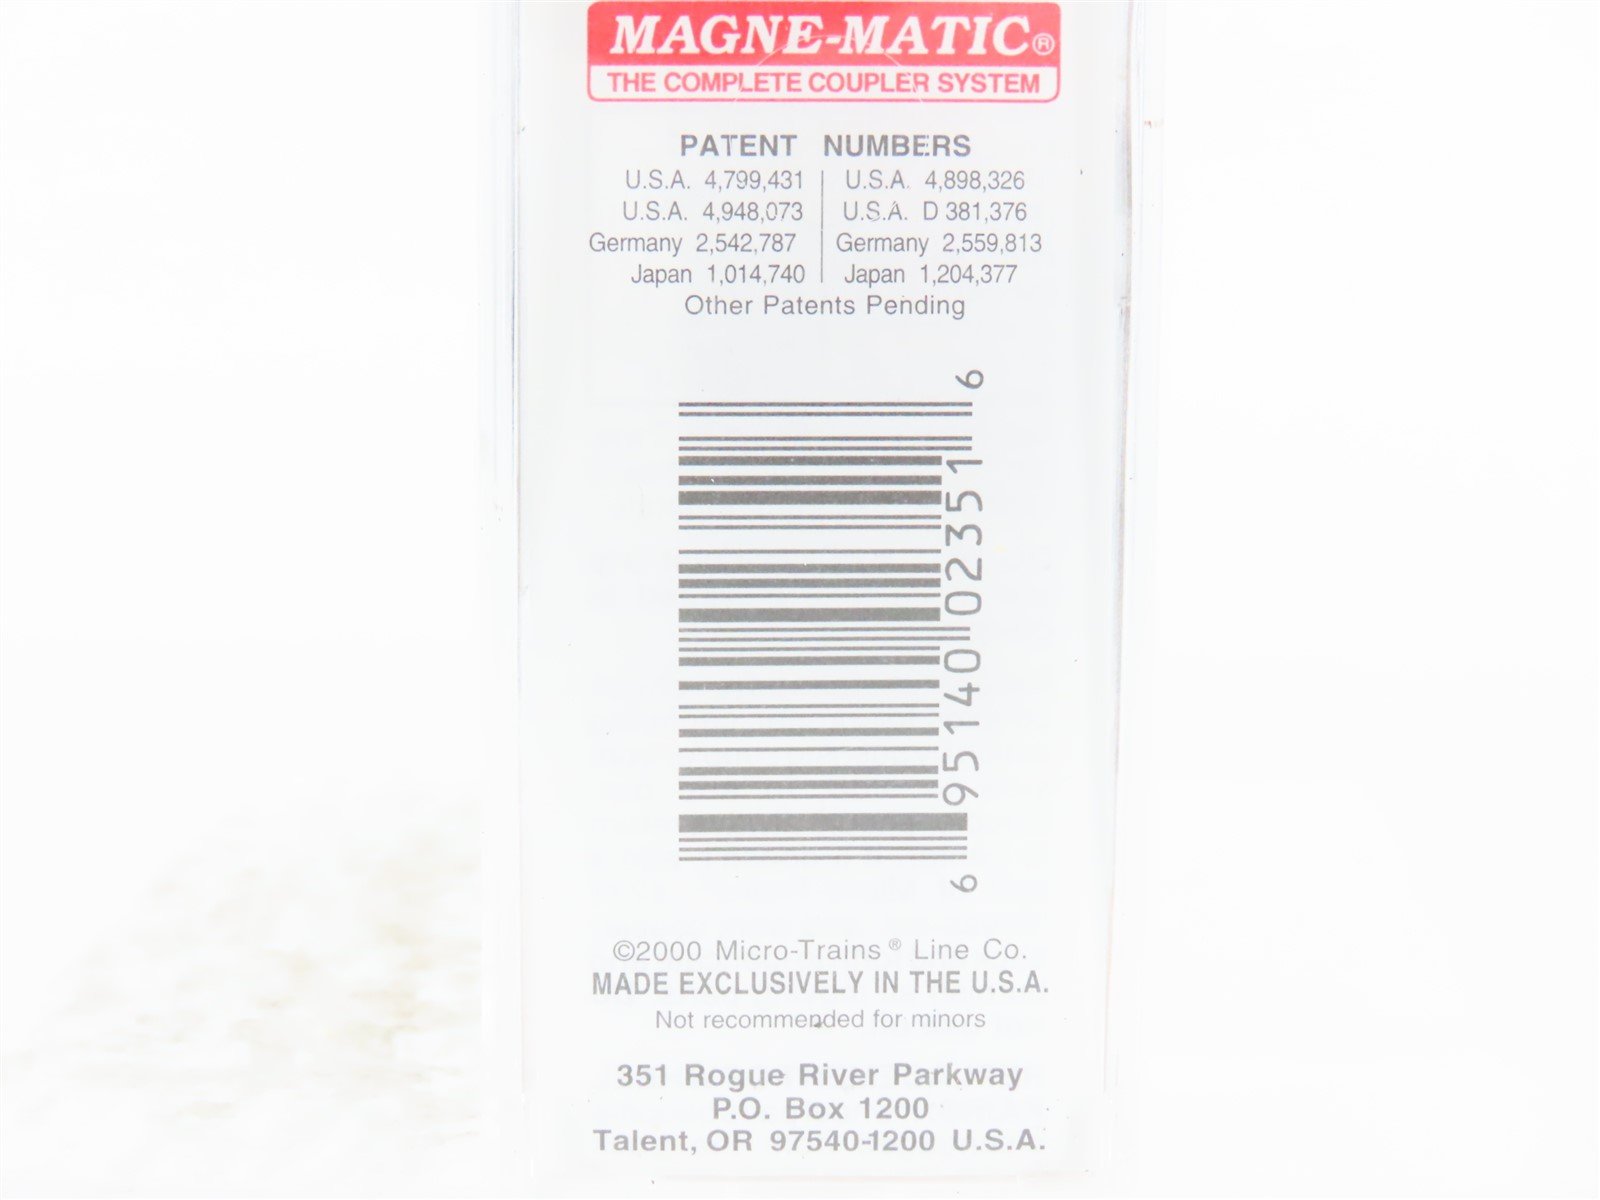 MAGNE-MATIC®
THE COMPLETE COUPLER SYSTEM
PATENT NUMBERS
U.S.A. 4,799,431 | U.S.A. 4,898,326
U.S.A. 4,948,073 | U.S.A. D 381,376
Germany 2,542,787 | Germany 2,559,813
Japan 1,014,740 | Japan 1,204,377
Other Patents Pending
6 95140 02351 6
©2000 Micro-Trains® Line Co.
MADE EXCLUSIVELY IN THE U.S.A.
Not recommended for minors
351 Rogue River Parkway
P.O. Box 1200
Talent, OR 97540-1200 U.S.A.